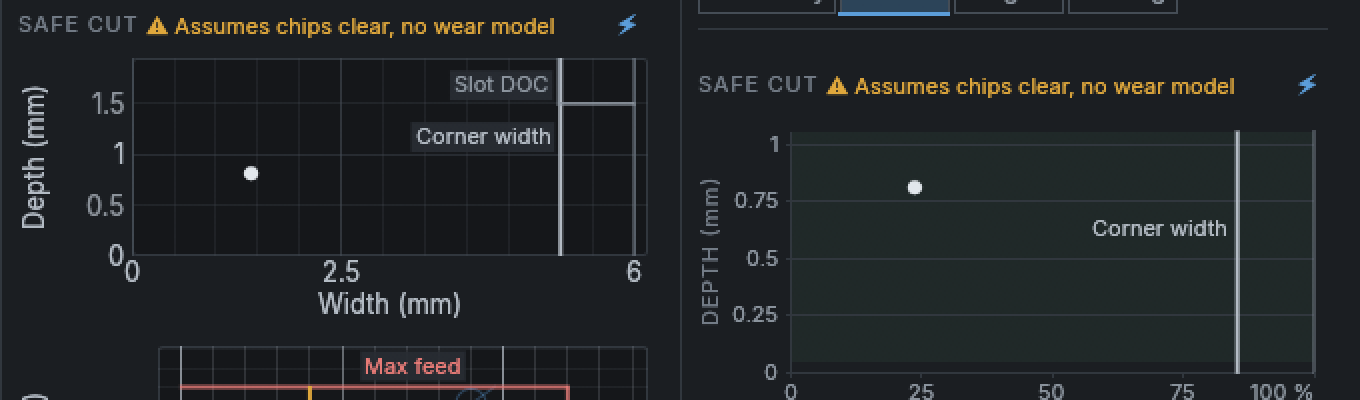 SAFE CUT ⚠ Assumes chips clear, no wear model
Slot DOC
Corner width
Depth (mm)
1.5
1
0.5
0
0
2.5
6
Width (mm)
Max feed
SAFE CUT ⚠ Assumes chips clear, no wear model
Corner width
DEPTH (mm)
1
0.75
0.5
0.25
0
0
25
50
75
100 %